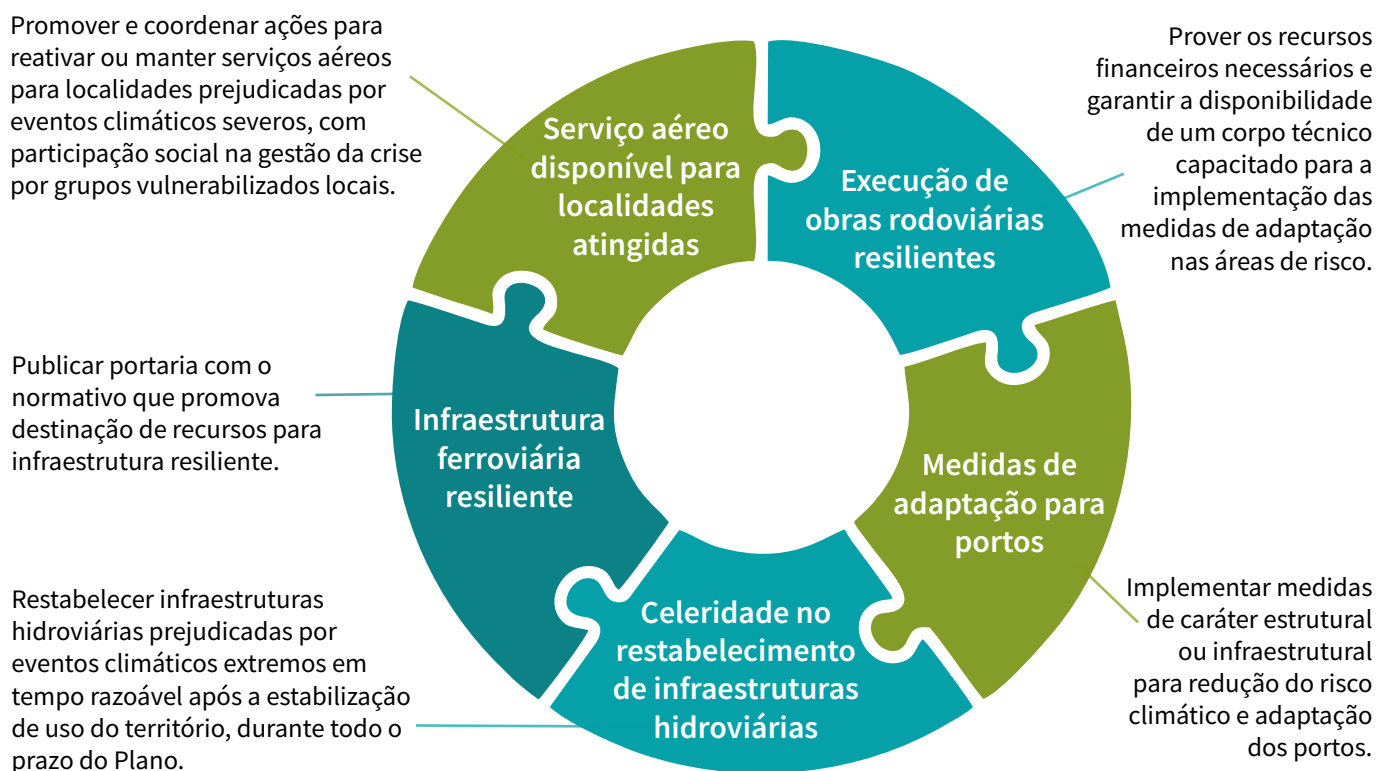 Promover e coordenar ações para
reativar ou manter serviços aéreos
para localidades prejudicadas por
eventos climáticos severos, com
participação social na gestão da crise
por grupos vulnerabilizados locais.
Serviço aéreo
disponível para
localidades
atingidas
Execução de
obras rodoviárias
resilientes
Prover os recursos
financeiros necessários e
garantir a disponibilidade
de um corpo técnico
capacitado para a
implementação das
medidas de adaptação
nas áreas de risco.
Publicar portaria com o
normativo que promova
destinação de recursos para
infraestrutura resiliente.
Infraestrutura
ferroviária
resiliente
Medidas de
adaptação para
portos
Restabelecer infraestruturas
hidroviárias prejudicadas por
eventos climáticos extremos em
tempo razoável após a estabilização
de uso do território, durante todo o
prazo do Plano.
Celeridade no
restabelecimento
de infraestruturas
hidroviárias
Implementar medidas
de caráter estrutural
ou infraestrutural
para redução do risco
climático e adaptação
dos portos.